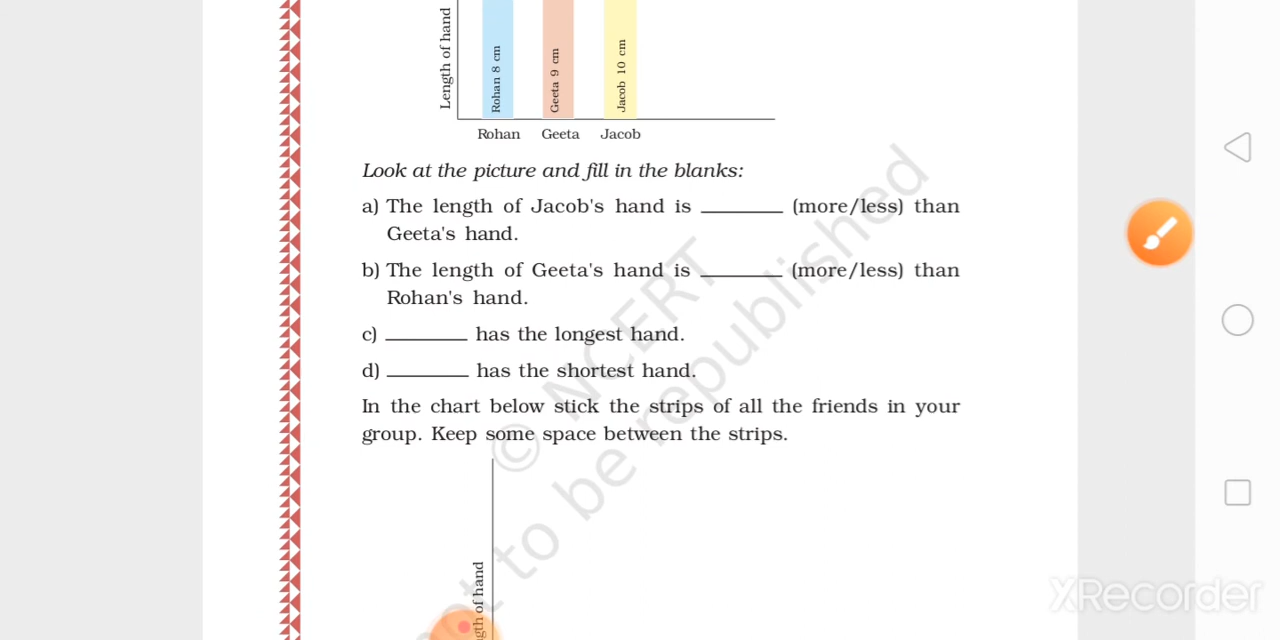 Length of hand
Rohan 8 cm
Geeta 9 cm
Jacob 10 cm
Rohan Geeta Jacob
Look at the picture and fill in the blanks:
a) The length of Jacob's hand is ________ (more/less) than
Geeta's hand.
b) The length of Geeta's hand is ________ (more/less) than
Rohan's hand.
c) ________ has the longest hand.
d) ________ has the shortest hand.
In the chart below stick the strips of all the friends in your
group. Keep some space between the strips.
© NCERT
to be republished
of hand
XRecorder